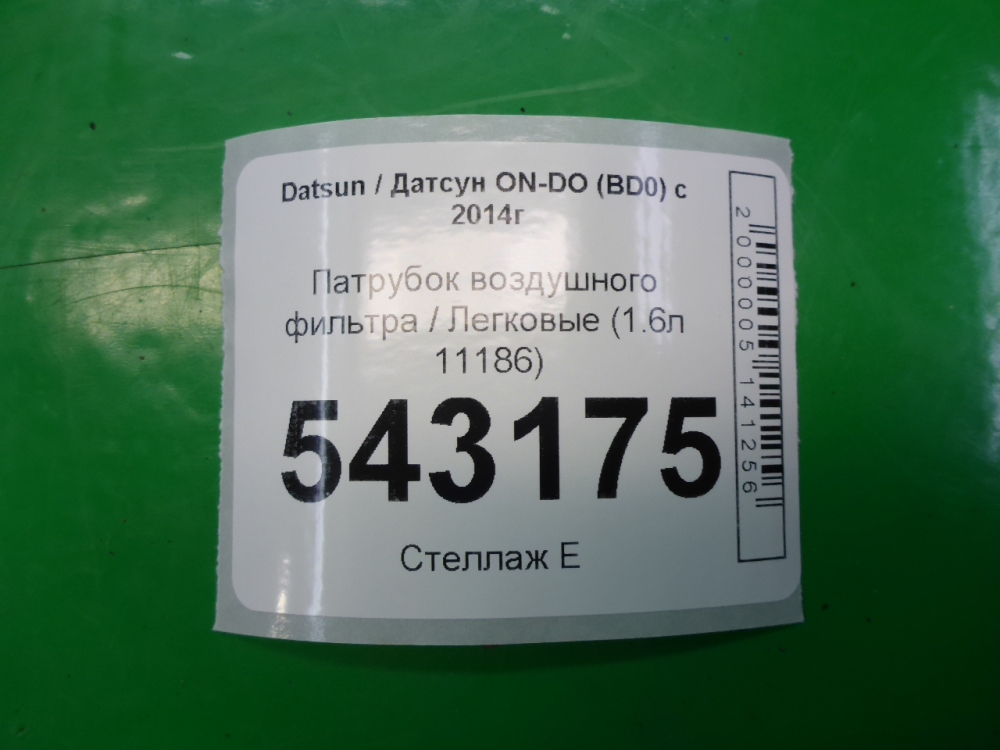 Datsun / Датсун ON-DO (BD0) с
2014г
Патрубок воздушного
фильтра / Легковые (1.6л
11186)
543175
Стеллаж Е
2000005141256